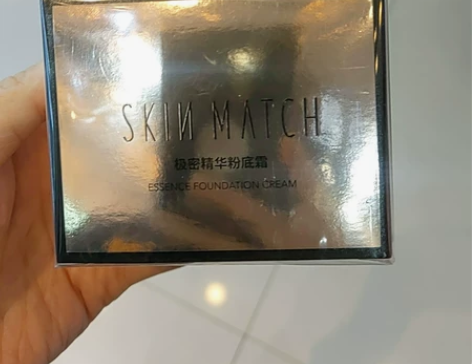 SKIN MATCH
极密精华粉底霜
ESSENCE FOUNDATION CREAM